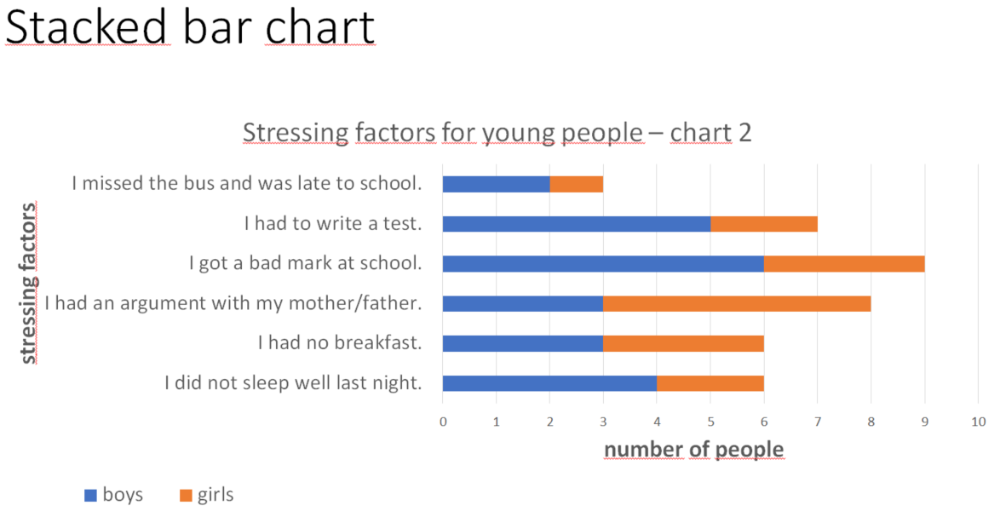 Stacked bar chart
Stressing factors for young people – chart 2
stressing factors
I missed the bus and was late to school.
I had to write a test.
I got a bad mark at school.
I had an argument with my mother/father.
I had no breakfast.
I did not sleep well last night.
0 1 2 3 4 5 6 7 8 9 10
number of people
boys girls